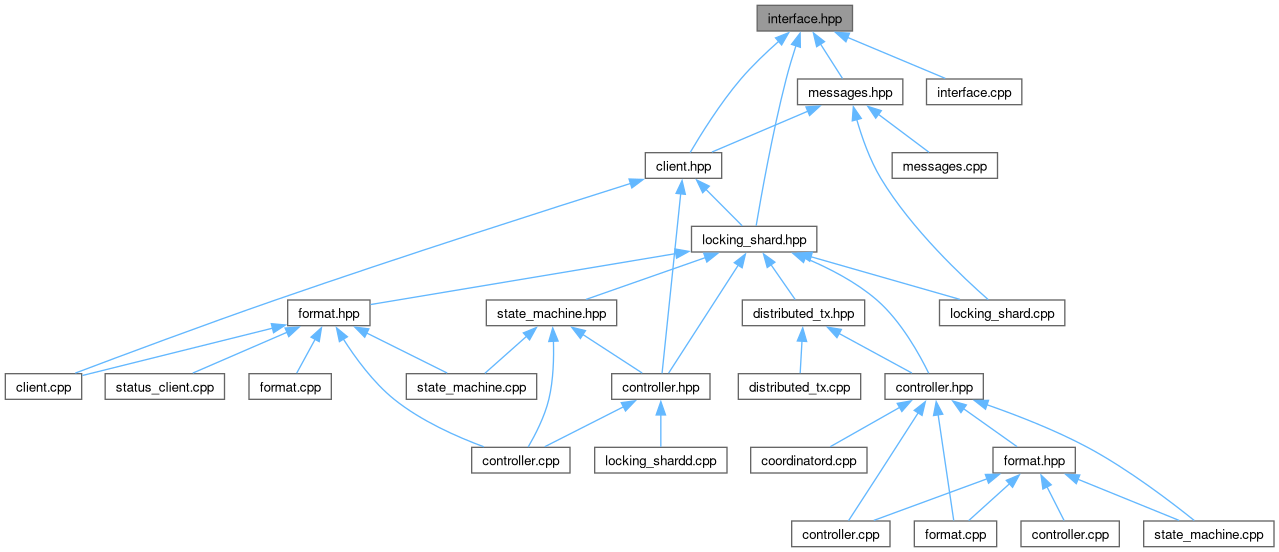 interface.hpp
messages.hpp
interface.cpp
client.hpp
messages.cpp
locking_shard.hpp
format.hpp
state_machine.hpp
distributed_tx.hpp
locking_shard.cpp
client.cpp
status_client.cpp
format.cpp
state_machine.cpp
controller.hpp
distributed_tx.cpp
controller.hpp
controller.cpp
locking_shardd.cpp
coordinatord.cpp
format.hpp
controller.cpp
format.cpp
controller.cpp
state_machine.cpp